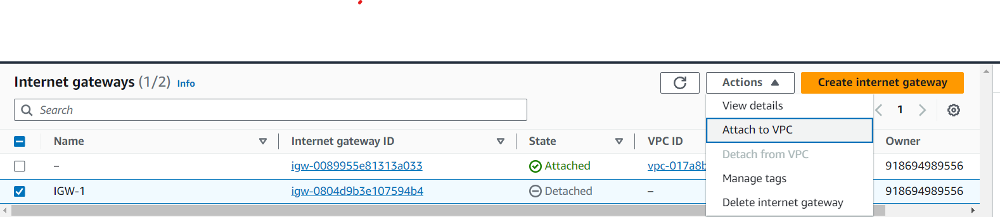 Internet gateways (1/2) Info
Actions
Create internet gateway
Search
View details
1
Attach to VPC
Name Internet gateway ID State VPC ID Owner
Detach from VPC
– igw-0089955e81313a033 Attached vpc-017a8b 918694989556
Manage tags
IGW-1 igw-0804d9b3e107594b4 Detached – 918694989556
Delete internet gateway